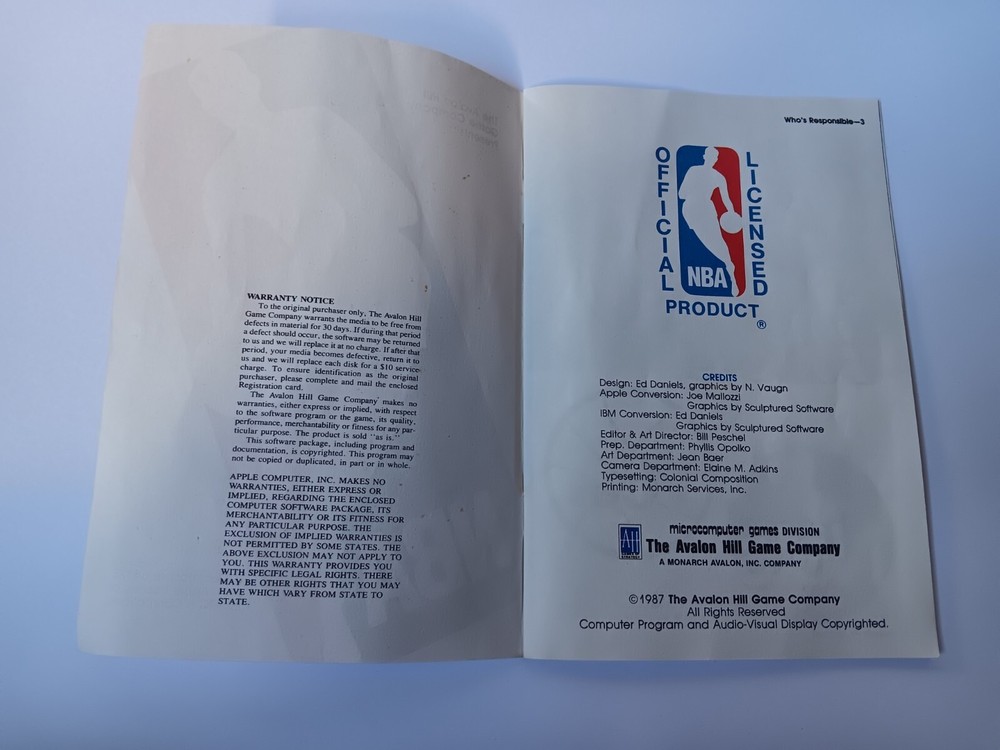 WARRANTY NOTICE
To the original purchaser only, The Avalon Hill
Game Company warrants the media to be free from
defects in material for 30 days. If during that period
a defect should occur, the software may be returned
to us and we will replace it at no charge. If after that
period, your media becomes defective, return it to
us and we will replace each disk for a $10 service
charge. To ensure identification as the original
purchaser, please complete and mail the enclosed
Registration card.
The Avalon Hill Game Company makes no
warranties, either express or implied, with respect
to the software program or the game, its quality,
performance, merchantability or fitness for any par-
ticular purpose. The product is sold "as is."
This software package, including program and
documentation, is copyrighted. This program may
not be copied or duplicated, in part or in whole.
APPLE COMPUTER, INC. MAKES NO
WARRANTIES, EITHER EXPRESS OR
IMPLIED, REGARDING THE ENCLOSED
COMPUTER SOFTWARE PACKAGE, ITS
MERCHANTABILITY OR ITS FITNESS FOR
ANY PARTICULAR PURPOSE. THE
EXCLUSION OF IMPLIED WARRANTIES IS
NOT PERMITTED BY SOME STATES. THE
ABOVE EXCLUSION MAY NOT APPLY TO
YOU. THIS WARRANTY PROVIDES YOU
WITH SPECIFIC LEGAL RIGHTS. THERE
MAY BE OTHER RIGHTS THAT YOU MAY
HAVE WHICH VARY FROM STATE TO
STATE.
Who's Responsible—3
OFFICIAL
LICENSED
NBA
PRODUCT
®
CREDITS
Design: Ed Daniels, graphics by N. Vaugn
Apple Conversion: Joe Mallozzi
Graphics by Sculptured Software
IBM Conversion: Ed Daniels
Graphics by Sculptured Software
Editor & Art Director: Bill Peschel
Prep. Department: Phyllis Opolko
Art Department: Jean Baer
Camera Department: Elaine M. Adkins
Typesetting: Colonial Composition
Printing: Monarch Services, Inc.
microcomputer games DIVISION
AH The Avalon Hill Game Company
A MONARCH AVALON, INC. COMPANY
©1987 The Avalon Hill Game Company
All Rights Reserved
Computer Program and Audio-Visual Display Copyrighted.